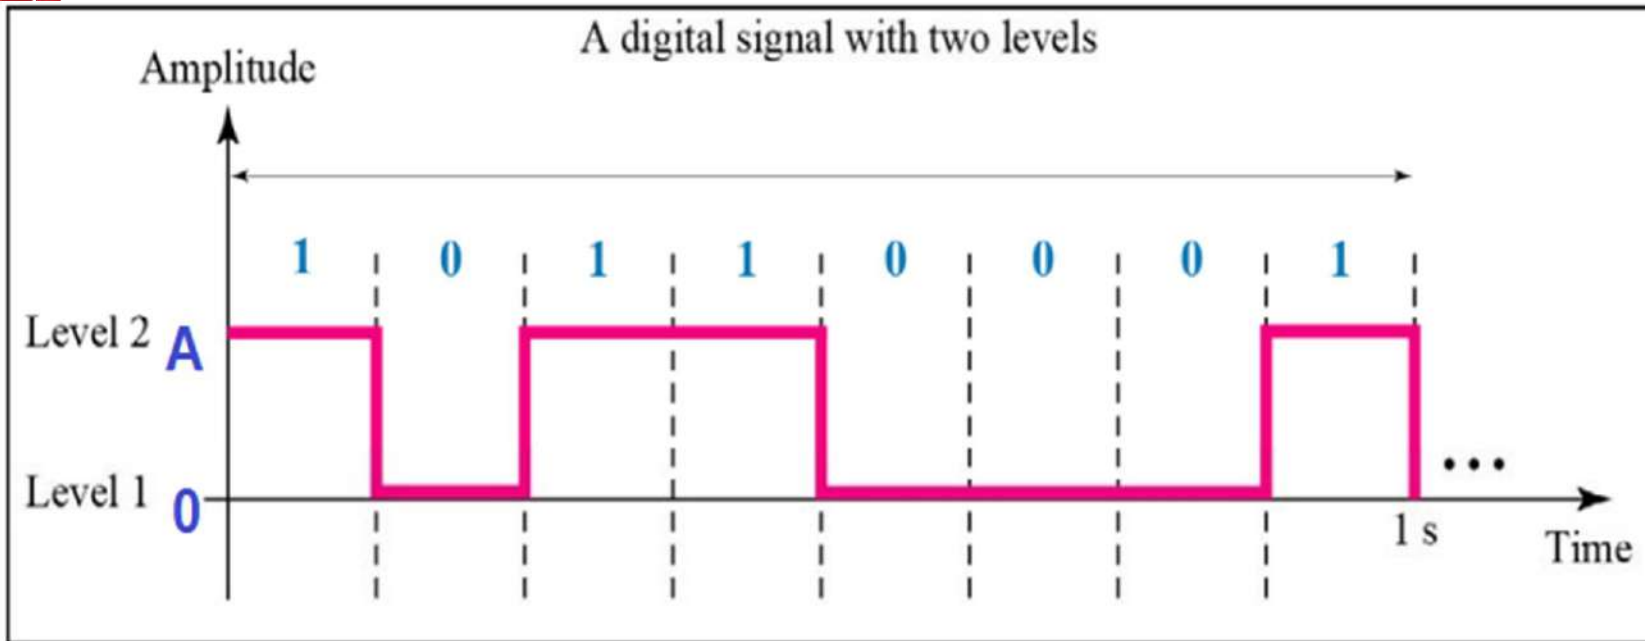 A digital signal with two levels
Amplitude
1 0 1 1 0 0 0 1
Level 2 A
Level 1 0
...
1 s
Time